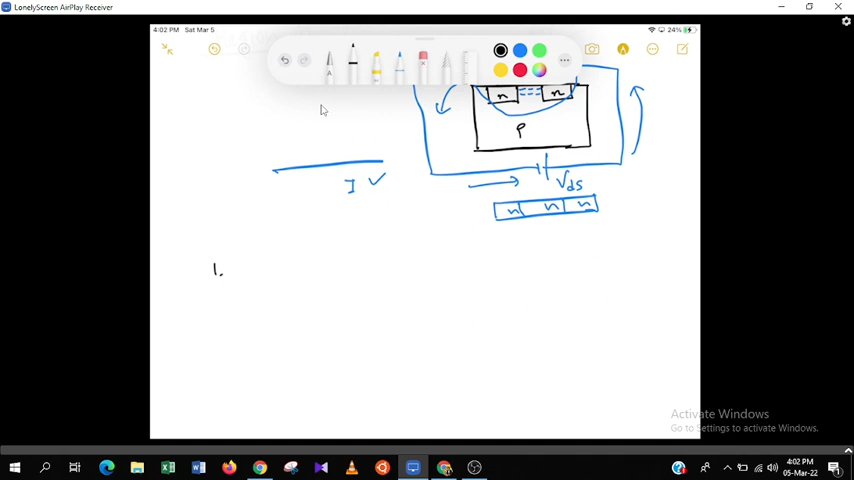 LonelyScreen AirPlay Receiver
4:02 PM Sat Mar 5
24%
A
n
n
P
I
Vds
n n n
1.
Activate Windows
Go to Settings to activate Windows.
4:02 PM
05-Mar-22